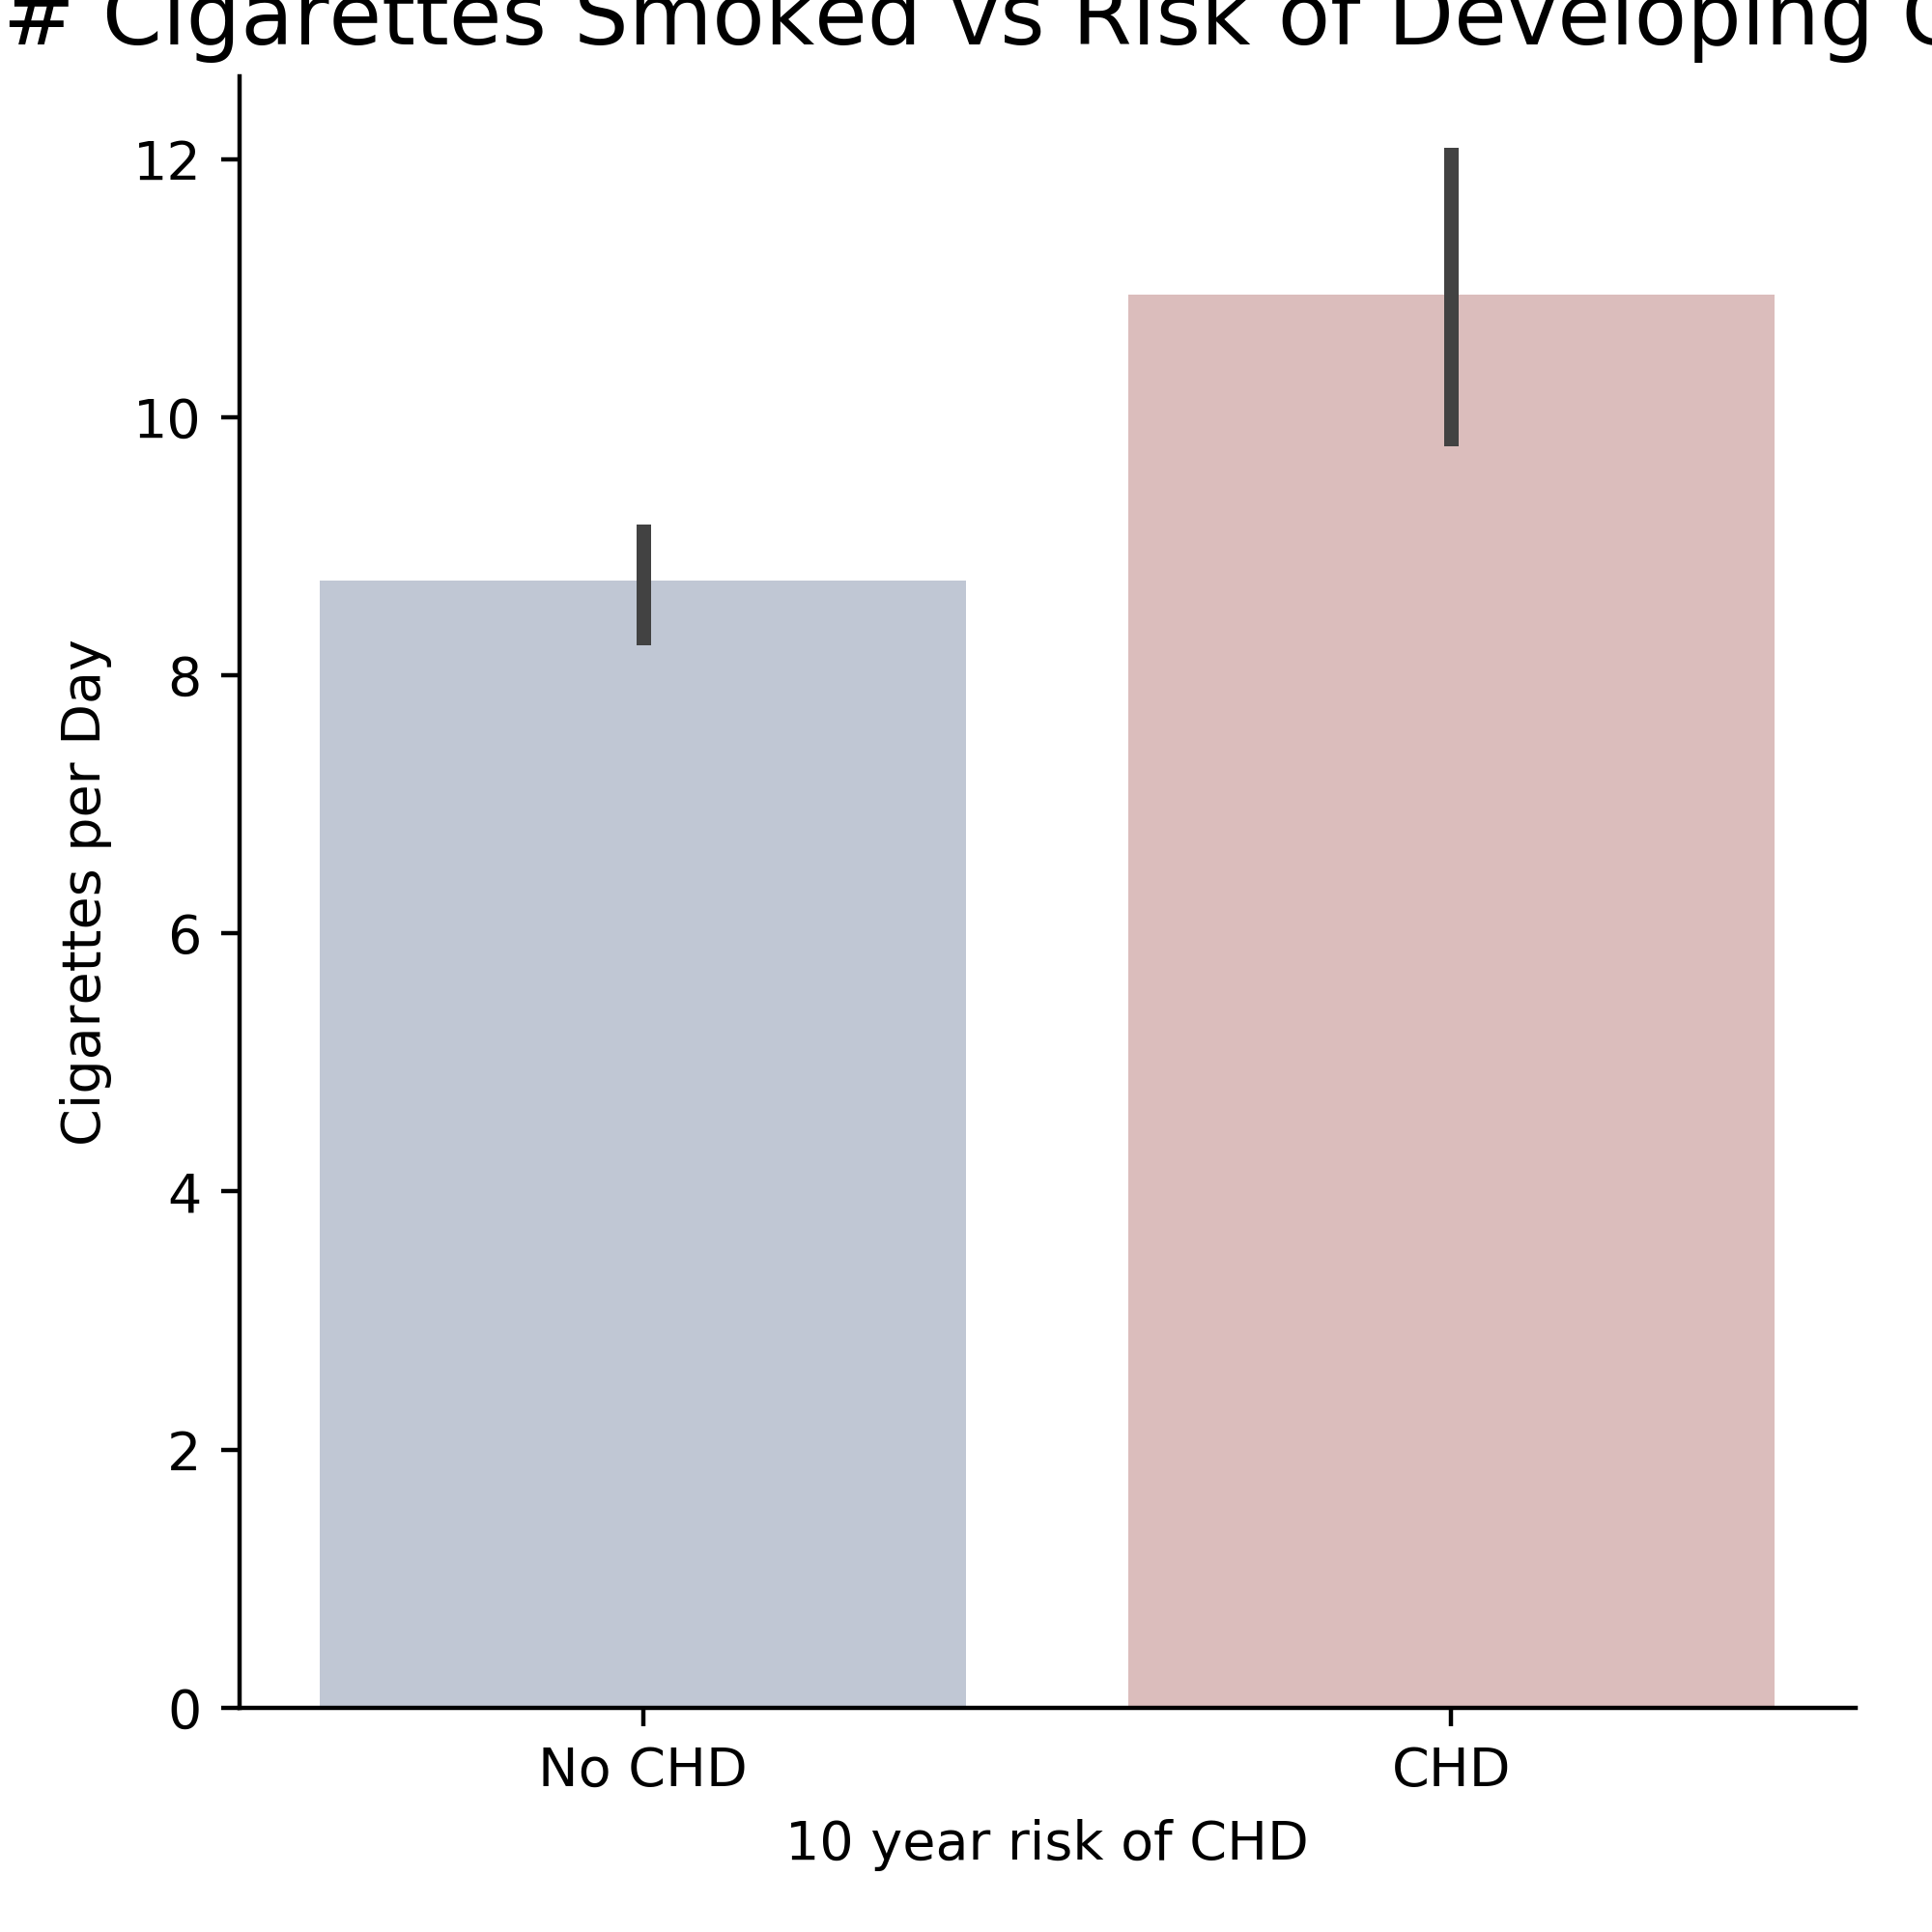 # Cigarettes Smoked vs Risk of Developing C
12
10
8
6
4
2
0
Cigarettes per Day
No CHD
CHD
10 year risk of CHD